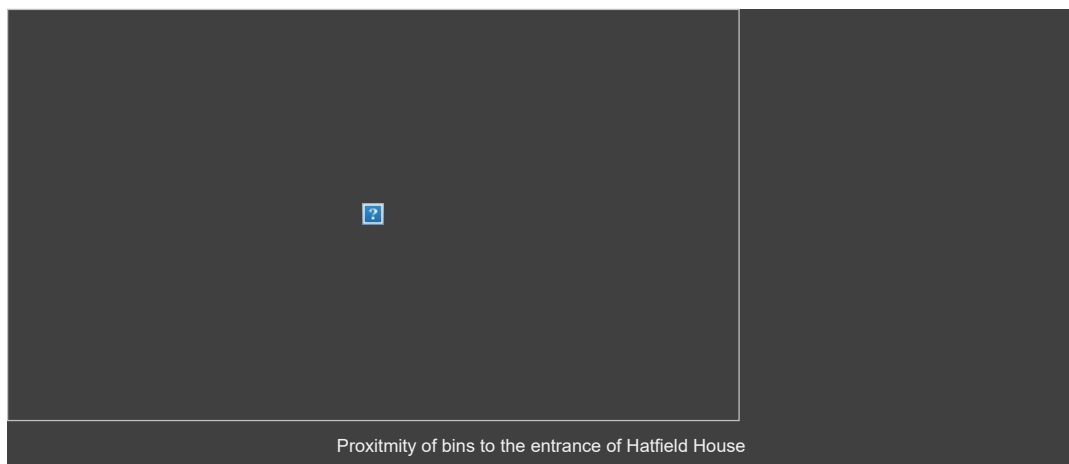 Proxitmity of bins to the entrance of Hatfield House